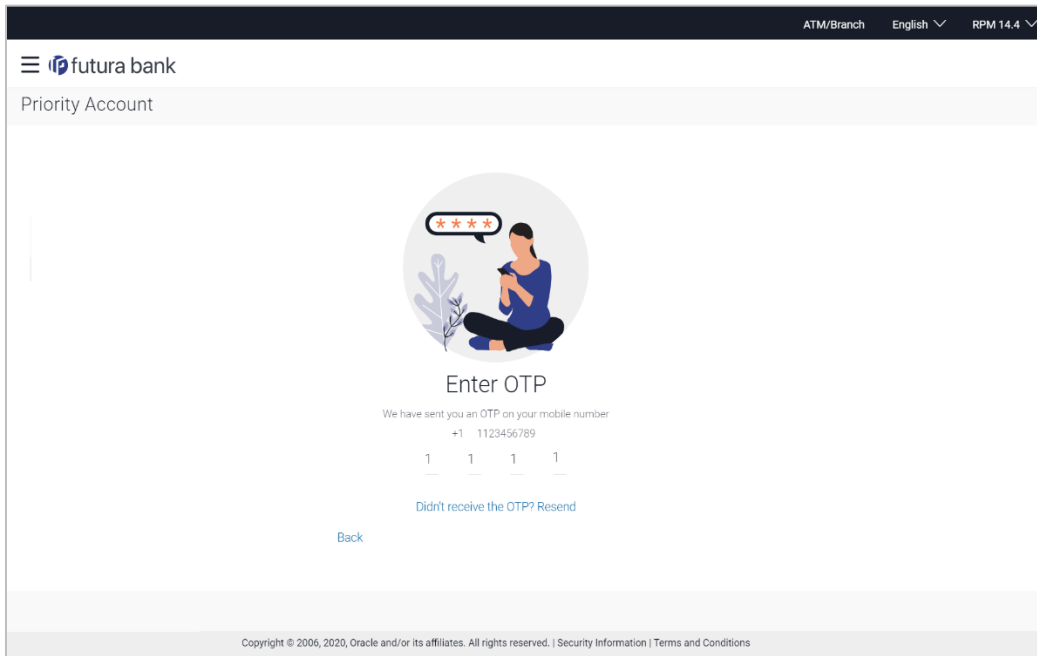 ATM/Branch English RPM 14.4
futura bank
Priority Account
* * * *
Enter OTP
We have sent you an OTP on your mobile number
+1 1123456789
1 1 1 1
Didn't receive the OTP? Resend
Back
Copyright © 2006, 2020, Oracle and/or its affiliates. All rights reserved. | Security Information | Terms and Conditions